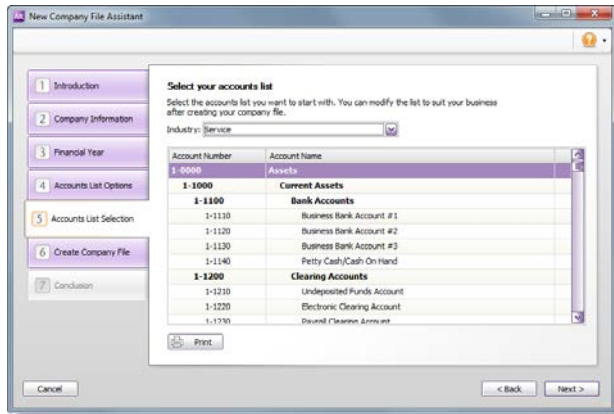 New Company File Assistant
1 Introduction
2 Company Information
3 Financial Year
4 Accounts List Options
5 Accounts List Selection
6 Create Company File
7 Conclusion
Select your accounts list
Select the accounts list you want to start with. You can modify the list to suit your business
after creating your company file.
Industry: Service
Account Number Account Name
1-0000 Assets
1-1000 Current Assets
1-1100 Bank Accounts
1-1110 Business Bank Account #1
1-1120 Business Bank Account #2
1-1130 Business Bank Account #3
1-1140 Petty Cash/Cash On Hand
1-1200 Clearing Accounts
1-1210 Undeposited Funds Account
1-1220 Electronic Clearing Account
1-1230 Payroll Clearing Account
Print
Cancel < Back Next >